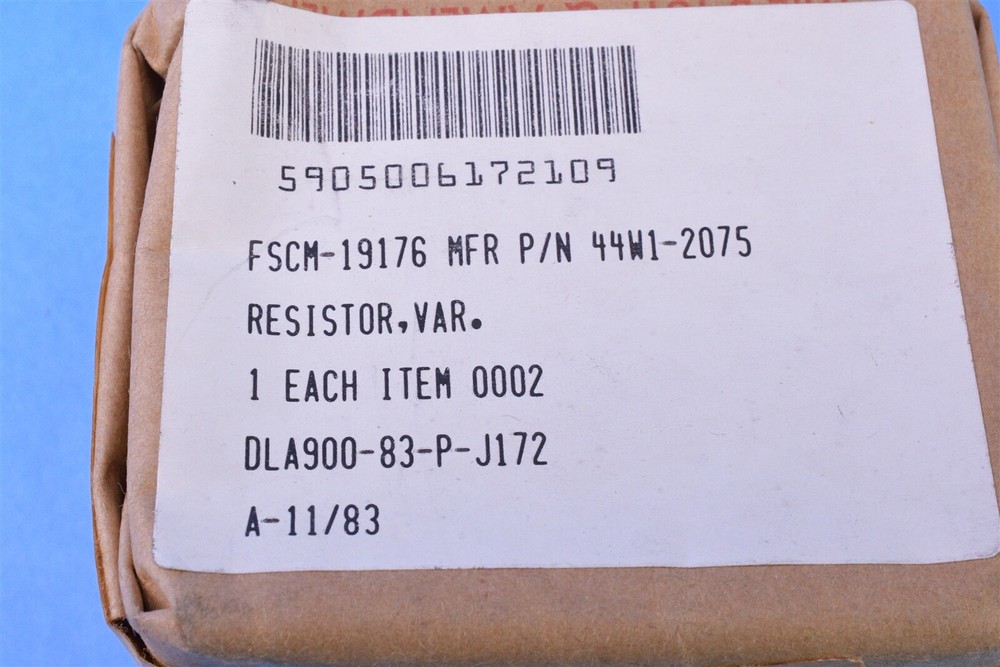 5905006172109
FSCM-19176 MFR P/N 44W1-2075
RESISTOR,VAR.
1 EACH ITEM 0002
DLA900-83-P-J172
A-11/83